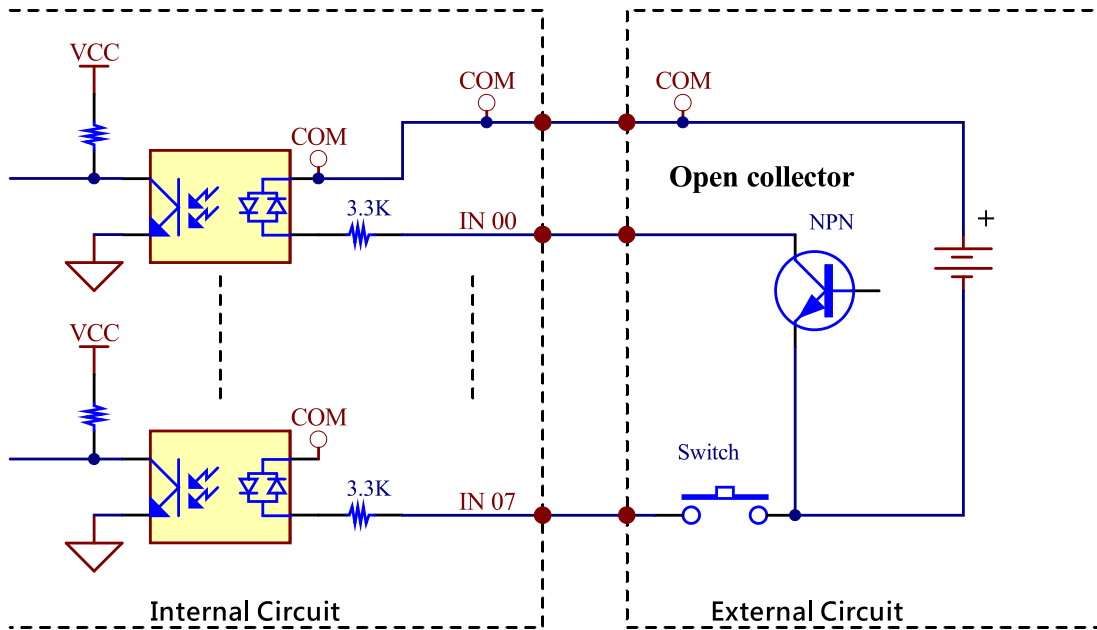 VCC
COM
COM
COM
Open collector
3.3K
IN 00
NPN
+
VCC
COM
3.3K
IN 07
Switch
Internal Circuit
External Circuit